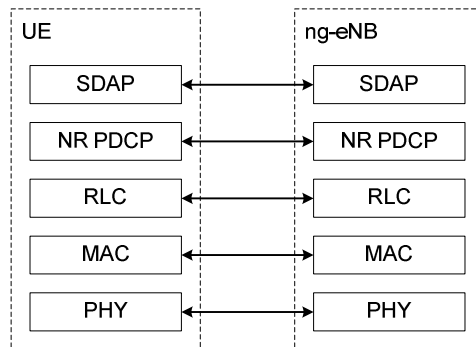 UE ng-eNB
SDAP SDAP
NR PDCP NR PDCP
RLC RLC
MAC MAC
PHY PHY